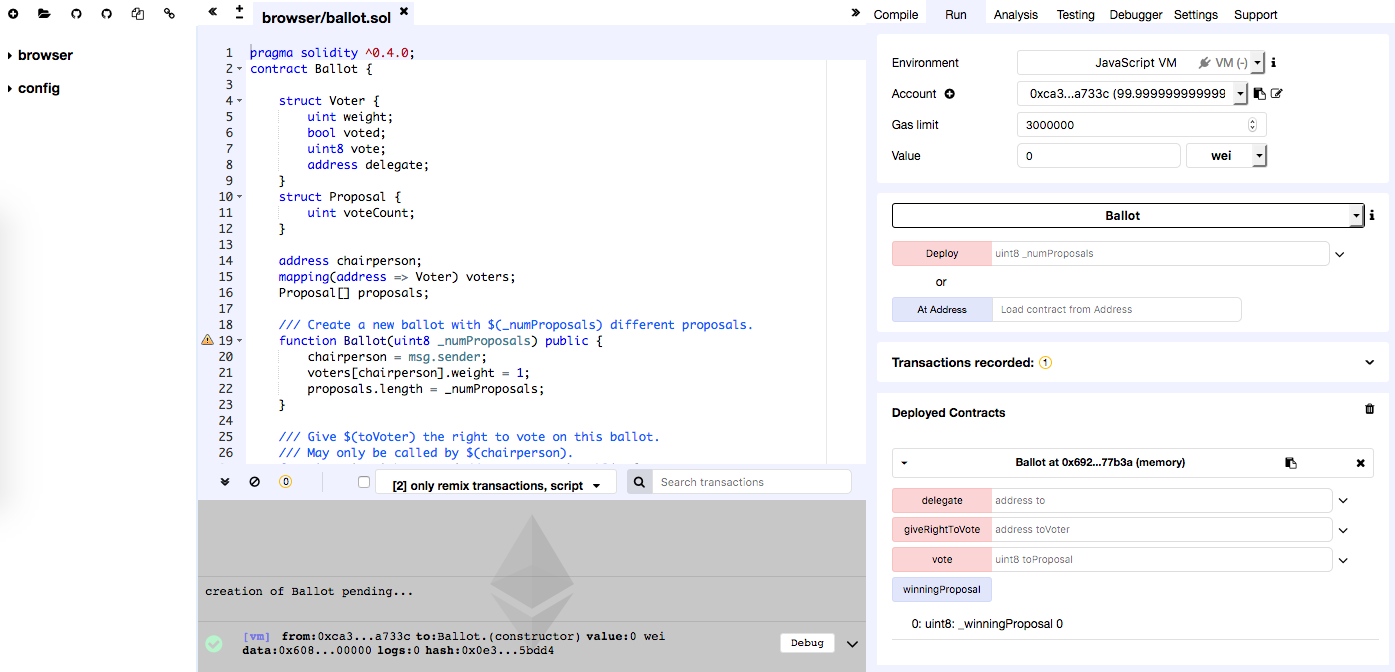 browser/ballot.sol
browser
config
1 pragma solidity ^0.4.0;
2 contract Ballot {
3
4 struct Voter {
5 uint weight;
6 bool voted;
7 uint8 vote;
8 address delegate;
9 }
10 struct Proposal {
11 uint voteCount;
12 }
13
14 address chairperson;
15 mapping(address => Voter) voters;
16 Proposal[] proposals;
17
18 /// Create a new ballot with $(_numProposals) different proposals.
19 function Ballot(uint8 _numProposals) public {
20 chairperson = msg.sender;
21 voters[chairperson].weight = 1;
22 proposals.length = _numProposals;
23 }
24
25 /// Give $(toVoter) the right to vote on this ballot.
26 /// May only be called by $(chairperson).
0 [2] only remix transactions, script Search transactions
creation of Ballot pending...
[vm] from:0xca3...a733c to:Ballot.(constructor) value:0 wei
data:0x608...00000 logs:0 hash:0x0e3...5bdd4
Debug
Compile Run Analysis Testing Debugger Settings Support
Environment JavaScript VM VM (-)
Account 0xca3...a733c (99.999999999999
Gas limit 3000000
Value 0 wei
Ballot
Deploy uint8 _numProposals
or
At Address Load contract from Address
Transactions recorded: 1
Deployed Contracts
Ballot at 0x692...77b3a (memory)
delegate address to
giveRightToVote address toVoter
vote uint8 toProposal
winningProposal
0: uint8: _winningProposal 0